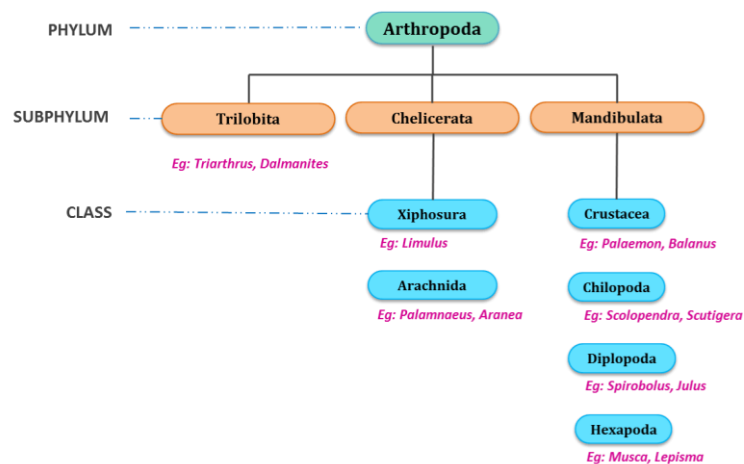 PHYLUM
Arthropoda
SUBPHYLUM
Trilobita
Chelicerata
Mandibulata
Eg: Triarthrus, Dalmanites
CLASS
Xiphosura
Crustacea
Eg: Limulus
Eg: Palaemon, Balanus
Arachnida
Chilopoda
Eg: Palamnaeus, Aranea
Eg: Scolopendra, Scutigera
Diplopoda
Eg: Spirobolus, Julus
Hexapoda
Eg: Musca, Lepisma